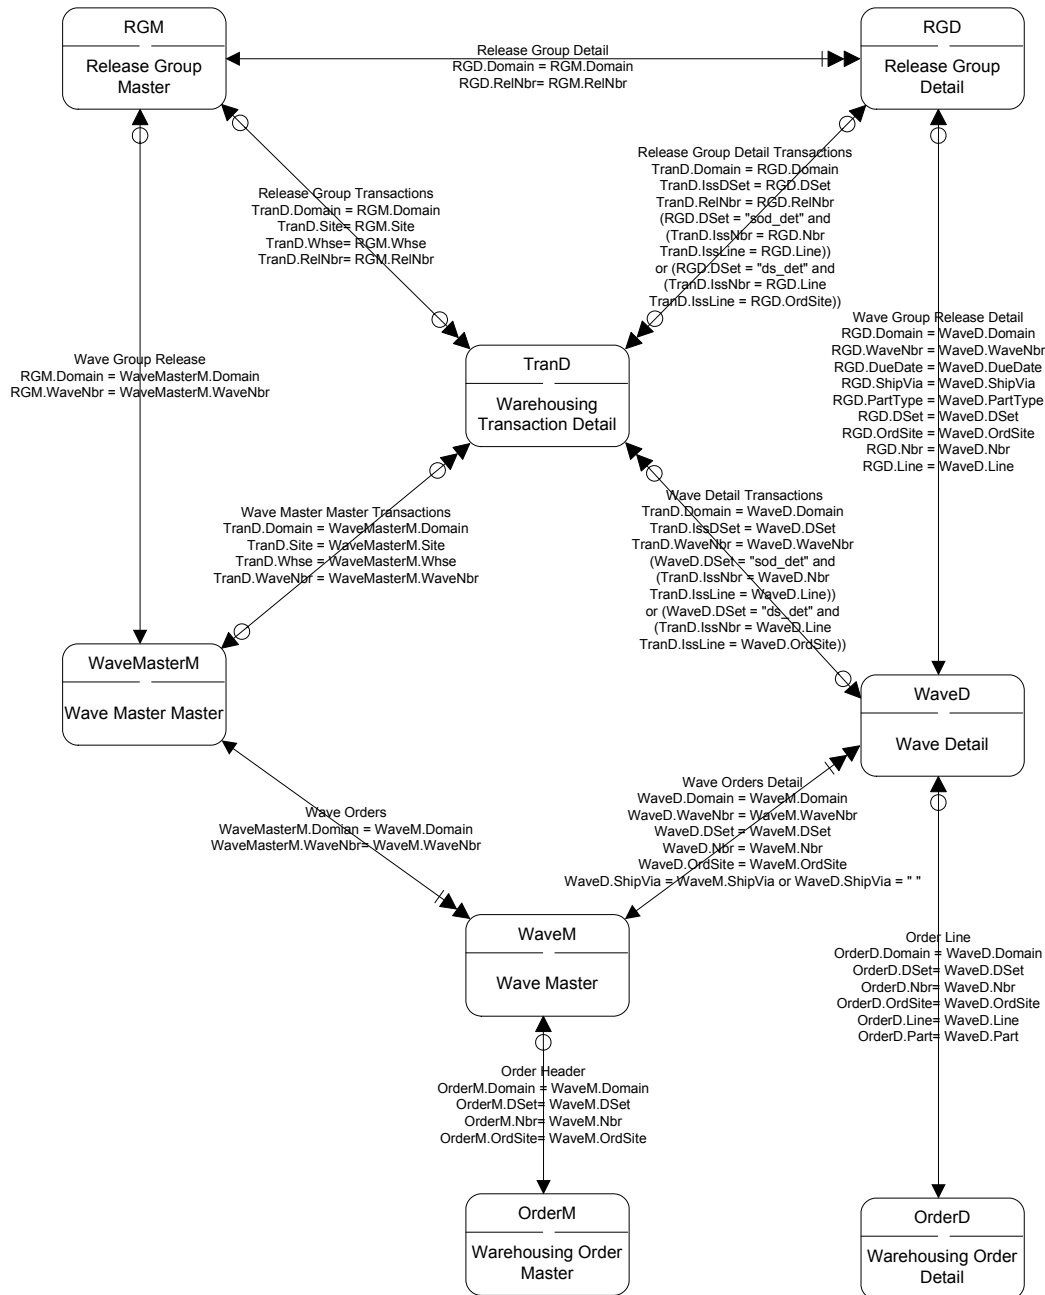 RGM
Release Group
Master
RGD
Release Group
Detail
Release Group Detail
RGD.Domain = RGM.Domain
RGD.RelNbr= RGM.RelNbr
Release Group Transactions
TranD.Domain = RGM.Domain
TranD.Site= RGM.Site
TranD.Whse= RGM.Whse
TranD.RelNbr= RGM.RelNbr
Release Group Detail Transactions
TranD.Domain = RGD.Domain
TranD.IssDSet = RGD.DSet
TranD.RelNbr = RGD.RelNbr
(RGD.DSet = "sod_det" and
(TranD.IssNbr = RGD.Nbr
TranD.IssLine = RGD.Line))
or (RGD.DSet = "ds_det" and
(TranD.IssNbr = RGD.Line
TranD.IssLine = RGD.OrdSite))
Wave Group Release
RGM.Domain = WaveMasterM.Domain
RGM.WaveNbr = WaveMasterM.WaveNbr
TranD
Warehousing
Transaction Detail
Wave Group Release Detail
RGD.Domain = WaveD.Domain
RGD.WaveNbr = WaveD.WaveNbr
RGD.DueDate = WaveD.DueDate
RGD.ShipVia = WaveD.ShipVia
RGD.PartType = WaveD.PartType
RGD.DSet = WaveD.DSet
RGD.OrdSite = WaveD.OrdSite
RGD.Nbr = WaveD.Nbr
RGD.Line = WaveD.Line
Wave Master Master Transactions
TranD.Domain = WaveMasterM.Domain
TranD.Site = WaveMasterM.Site
TranD.Whse = WaveMasterM.Whse
TranD.WaveNbr = WaveMasterM.WaveNbr
Wave Detail Transactions
TranD.Domain = WaveD.Domain
TranD.IssDSet = WaveD.DSet
TranD.WaveNbr = WaveD.WaveNbr
(WaveD.DSet = "sod_det" and
(TranD.IssNbr = WaveD.Nbr
TranD.IssLine = WaveD.Line))
or (WaveD.DSet = "ds_det" and
(TranD.IssNbr = WaveD.Line
TranD.IssLine = WaveD.OrdSite))
WaveMasterM
Wave Master Master
WaveD
Wave Detail
Wave Orders
WaveMasterM.Domian = WaveM.Domain
WaveMasterM.WaveNbr= WaveM.WaveNbr
Wave Orders Detail
WaveD.Domain = WaveM.Domain
WaveD.WaveNbr = WaveM.WaveNbr
WaveD.DSet = WaveM.DSet
WaveD.Nbr = WaveM.Nbr
WaveD.OrdSite = WaveM.OrdSite
WaveD.ShipVia = WaveM.ShipVia or WaveD.ShipVia = " "
WaveM
Wave Master
Order Line
OrderD.Domain = WaveD.Domain
OrderD.DSet= WaveD.DSet
OrderD.Nbr= WaveD.Nbr
OrderD.OrdSite= WaveD.OrdSite
OrderD.Line= WaveD.Line
OrderD.Part= WaveD.Part
Order Header
OrderM.Domain = WaveM.Domain
OrderM.DSet= WaveM.DSet
OrderM.Nbr= WaveM.Nbr
OrderM.OrdSite= WaveM.OrdSite
OrderM
Warehousing Order
Master
OrderD
Warehousing Order
Detail